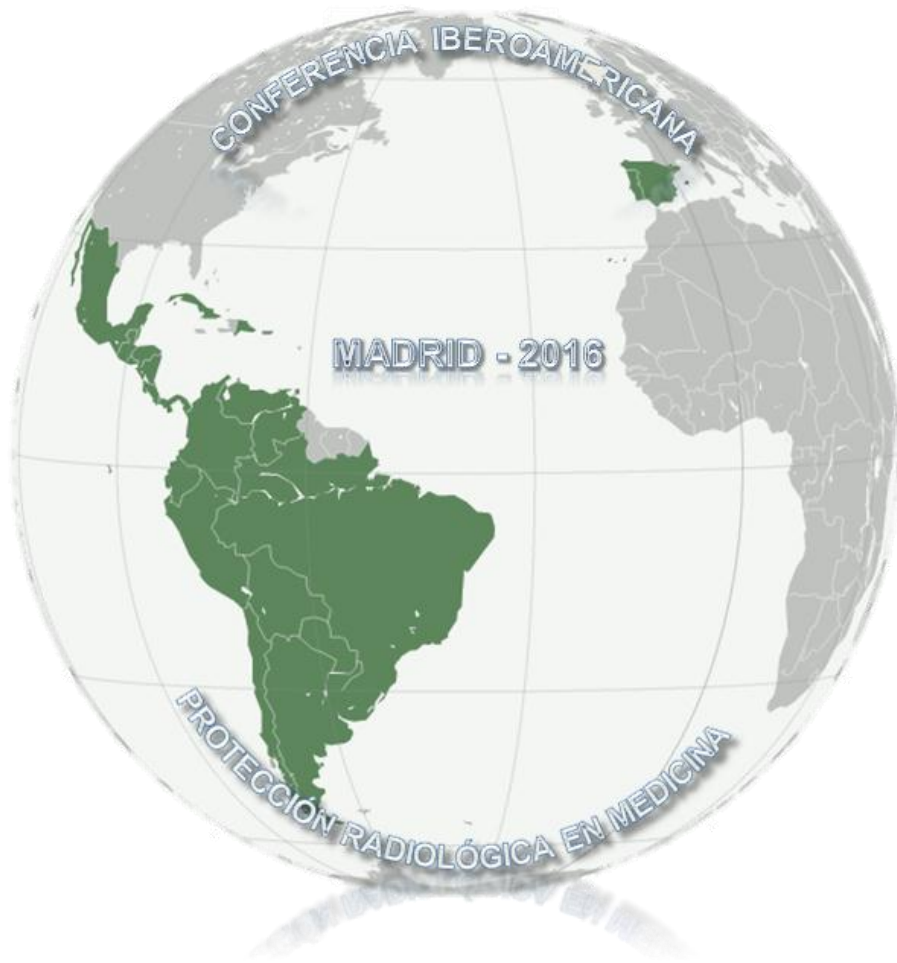 CONFERENCIA IBEROAMERICANA
MADRID - 2016
PROTECCIÓN RADIOLÓGICA EN MEDICINA